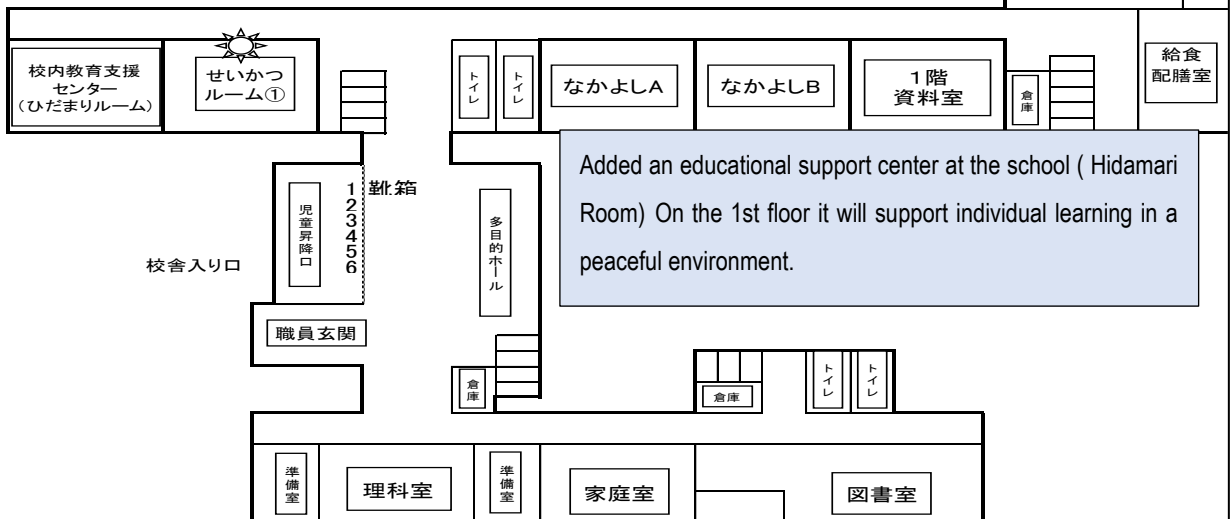 校内教育支援
センター
(ひだまりルーム)
せいかつ
ルーム①
トイレ
トイレ
なかよしA
なかよしB
1階
資料室
倉庫
給食
配膳室
Added an educational support center at the school ( Hidamari
Room) On the 1st floor it will support individual learning in a
peaceful environment.
児童昇降口
1
2
3
4
5
6
靴箱
多目的ホール
校舎入り口
職員玄関
倉庫
倉庫
トイレ
トイレ
準備室
理科室
準備室
家庭室
図書室